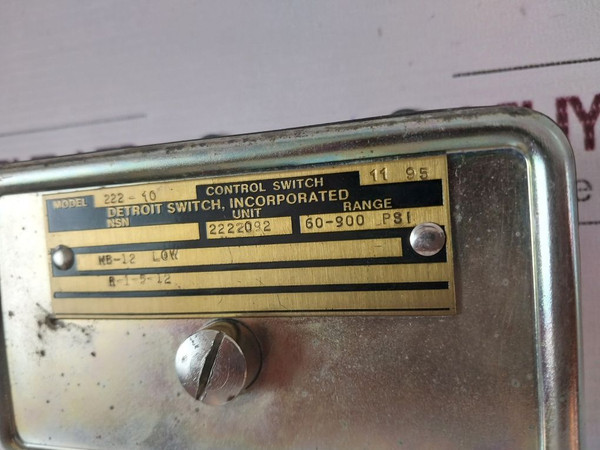 CONTROL SWITCH 11 95
MODEL 222-10
DETROIT SWITCH, INCORPORATED
NSN UNIT RANGE
2222092 60-900 PSI
MB-12 LOW
R-1-5-12